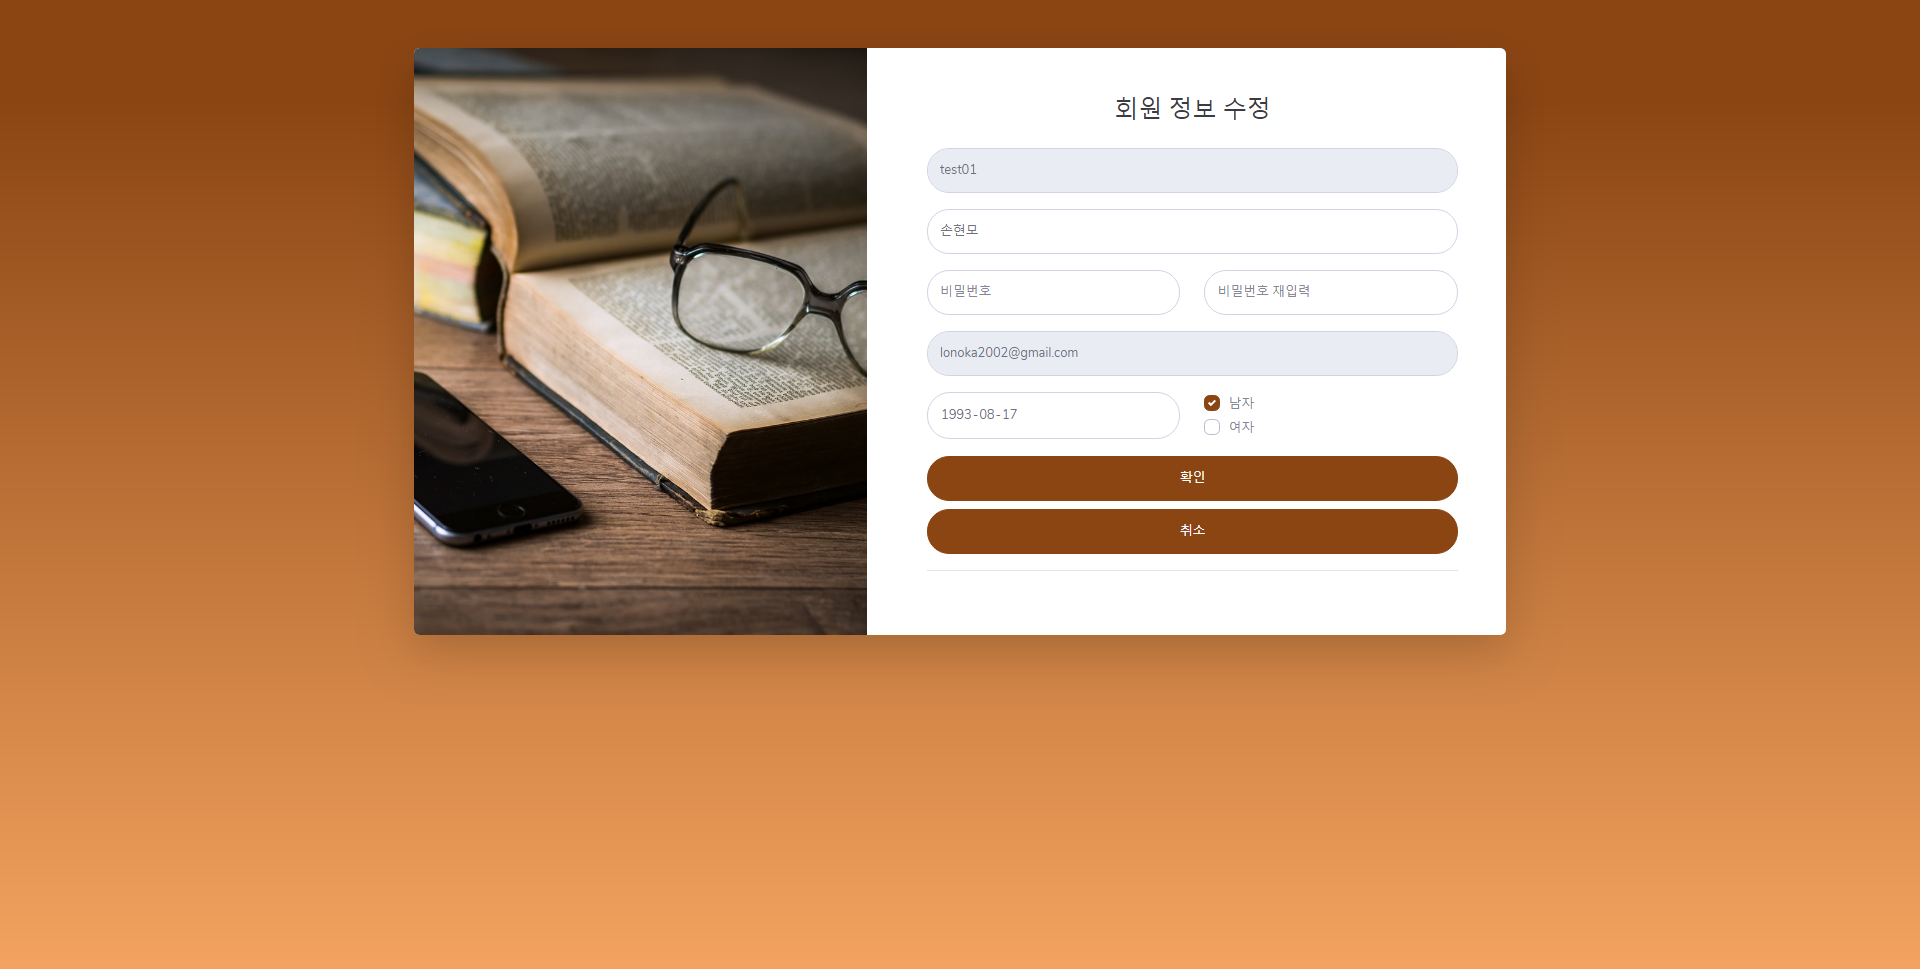 회원 정보 수정
test01
손현모
비밀번호 비밀번호 재입력
lonoka2002@gmail.com
1993-08-17 남자
여자
확인
취소